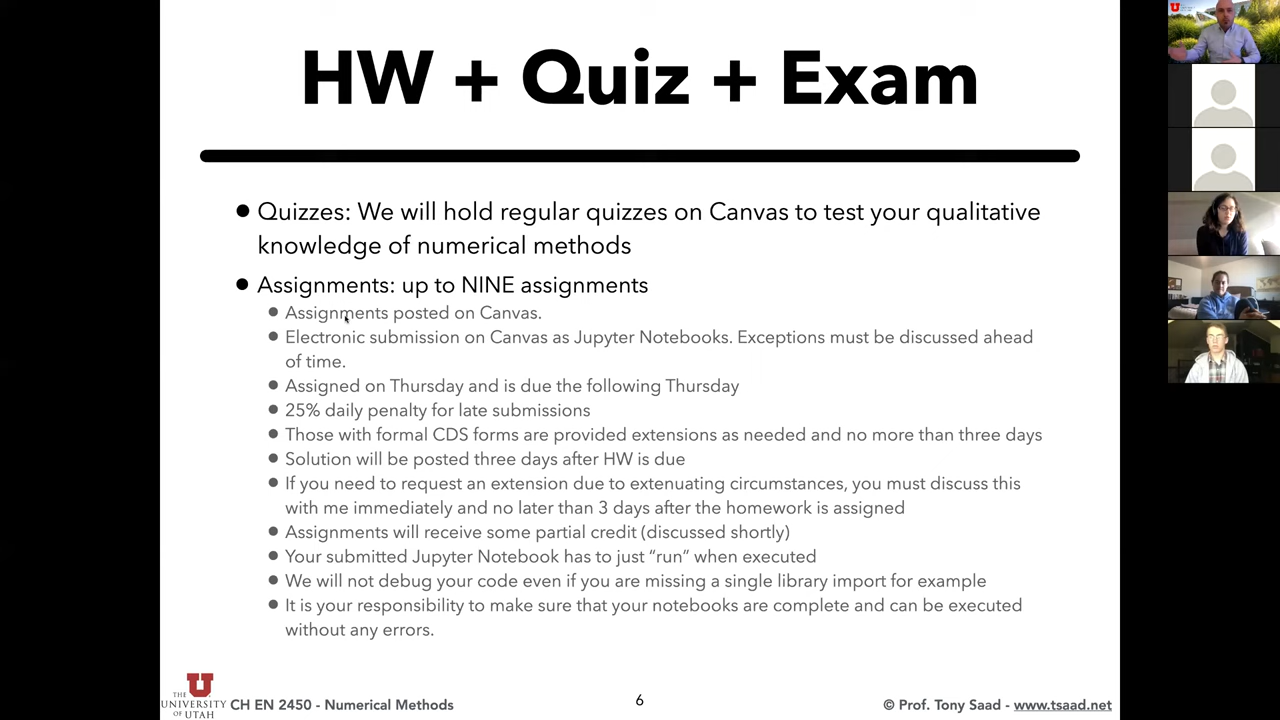 HW + Quiz + Exam
● Quizzes: We will hold regular quizzes on Canvas to test your qualitative
knowledge of numerical methods
● Assignments: up to NINE assignments
● Assignments posted on Canvas.
● Electronic submission on Canvas as Jupyter Notebooks. Exceptions must be discussed ahead
of time.
● Assigned on Thursday and is due the following Thursday
● 25% daily penalty for late submissions
● Those with formal CDS forms are provided extensions as needed and no more than three days
● Solution will be posted three days after HW is due
● If you need to request an extension due to extenuating circumstances, you must discuss this
with me immediately and no later than 3 days after the homework is assigned
● Assignments will receive some partial credit (discussed shortly)
● Your submitted Jupyter Notebook has to just “run” when executed
● We will not debug your code even if you are missing a single library import for example
● It is your responsibility to make sure that your notebooks are complete and can be executed
without any errors.
THE
UNIVERSITY
OF UTAH
CH EN 2450 - Numerical Methods
6
© Prof. Tony Saad - www.tsaad.net